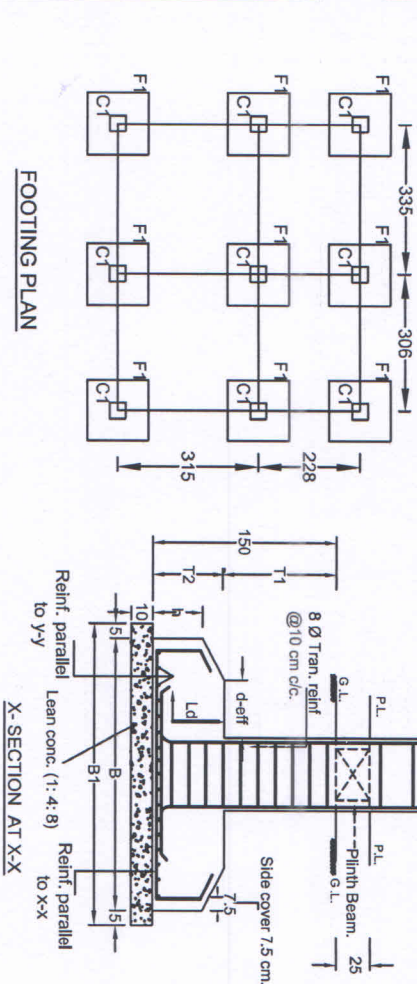 F1
F1
F1
C1
C1
C1
335
F1
F1
F1
C1
C1
C1
306
F1
F1
F1
C1
C1
C1
315
228
FOOTING PLAN
150
T2
T1
10
h
8 Ø Tran. reinf
@10 cm c/c.
d-eff
Ld
G.L.
P.L.
Plinth Beam.
P.L.
G.L.
25
Side cover 7.5 cm.
7.5
5
B
5
B1
Reinf. parallel
to y-y
Lean conc. (1: 4: 8)
Reinf. parallel
to x-x
X- SECTION AT X-X